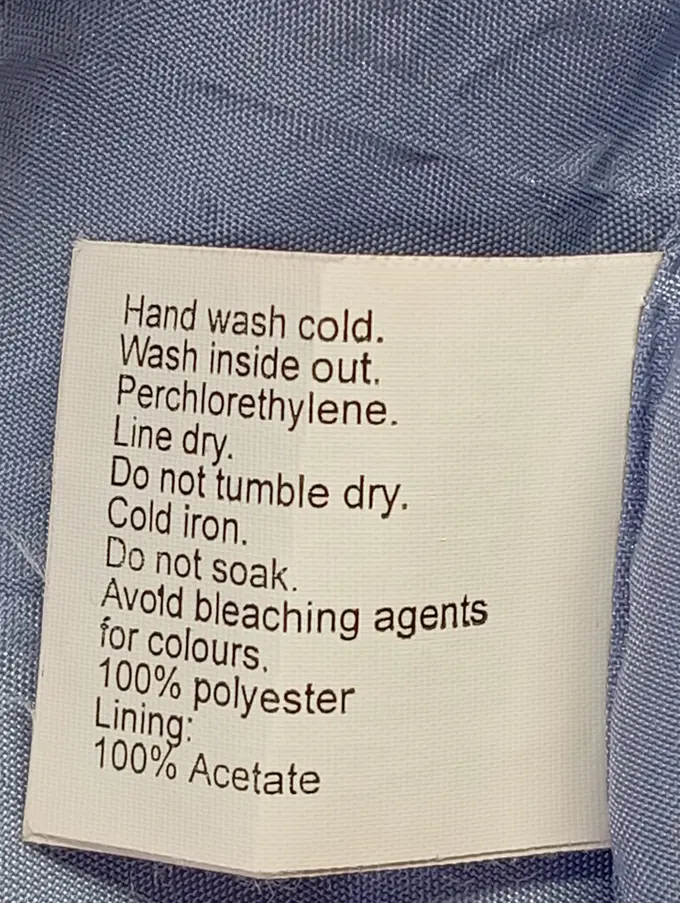 Hand wash cold.
Wash inside out.
Perchlorethylene.
Line dry.
Do not tumble dry.
Cold iron.
Do not soak.
Avoid bleaching agents
for colours.
100% polyester
Lining:
100% Acetate